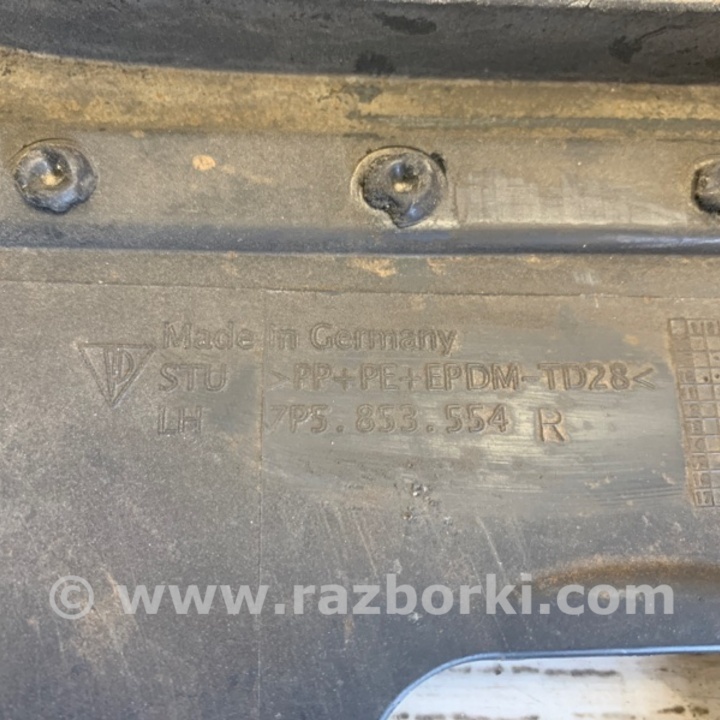 Made in Germany
STU >PP+PE+EPDM-TD28<
LH 7P5.853.554 R
© www.razborki.com